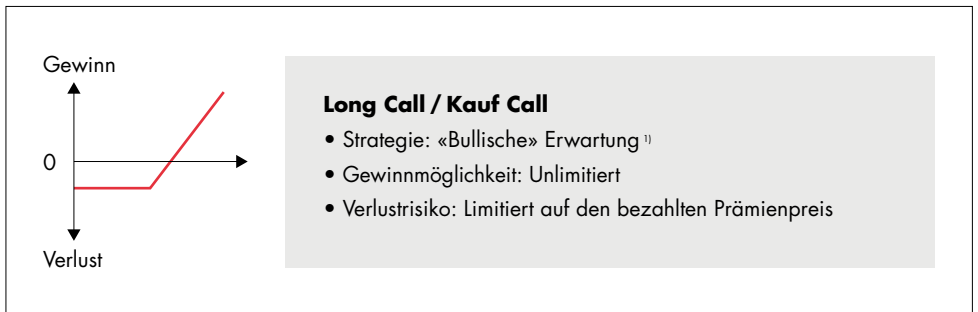 Gewinn
0
Verlust
Long Call / Kauf Call
• Strategie: «Bullische» Erwartung 1)
• Gewinnmöglichkeit: Unlimitiert
• Verlustrisiko: Limitiert auf den bezahlten Prämienpreis